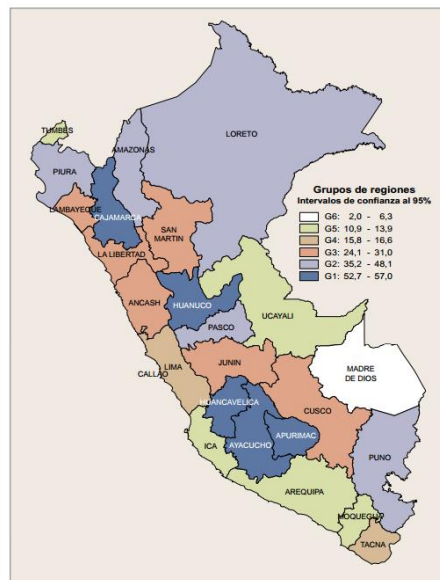 TUMBES
AMAZONAS
LORETO
PIURA
LAMBAYEQUE
CAJAMARCA
SAN
MARTIN
LA LIBERTAD
ANCASH
HUANUCO
UCAYALI
PASCO
JUNIN
LIMA
CALLAO
MADRE
DE DIOS
HUANCAVELICA
CUSCO
ICA
AYACUCHO
APURIMAC
PUNO
AREQUIPA
MOQUEGUA
TACNA
Grupos de regiones
Intervalos de confianza al 95%
G6: 2,0 - 6,3
G5: 10,9 - 13,9
G4: 15,8 - 16,6
G3: 24,1 - 31,0
G2: 35,2 - 48,1
G1: 52,7 - 57,0